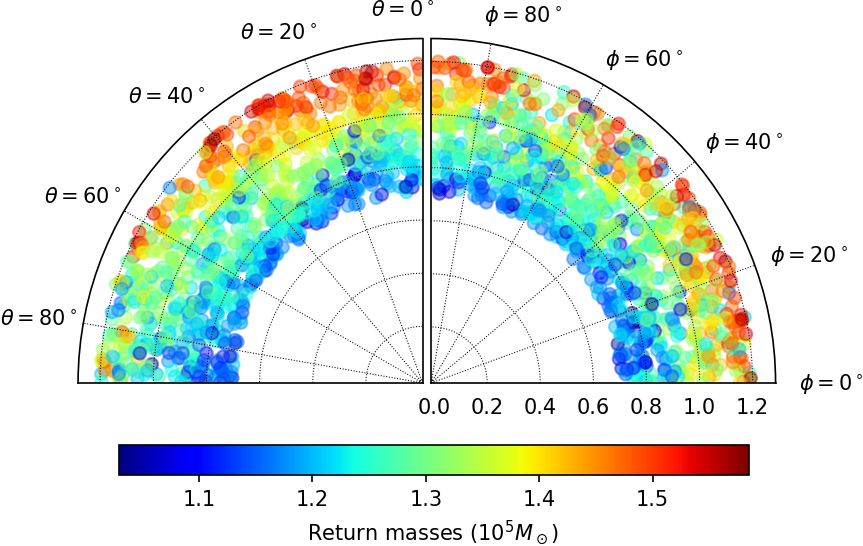 θ = 0°
ϕ = 80°
θ = 20°
ϕ = 60°
θ = 40°
ϕ = 40°
θ = 60°
ϕ = 20°
θ = 80°
ϕ = 0°
0.0 0.2 0.4 0.6 0.8 1.0 1.2
1.1 1.2 1.3 1.4 1.5
Return masses (10⁵M☉)